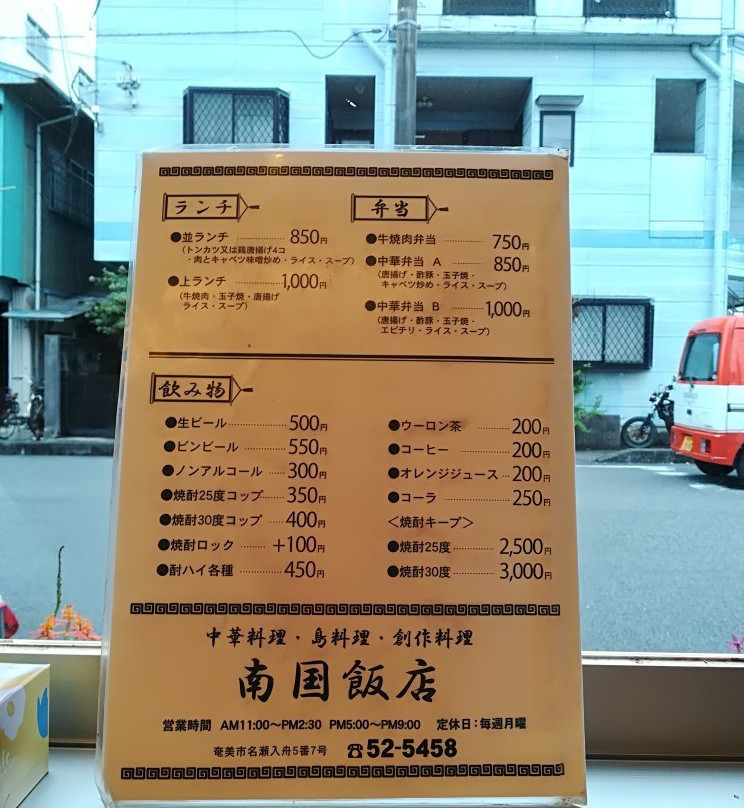 ランチ
●並ランチ 850円
(トンカツ又は鶏唐揚げ4コ
・肉とキャベツ味噌炒め・ライス・スープ)
●上ランチ 1,000円
(牛焼肉・玉子焼・唐揚げ
ライス・スープ)
弁当
●牛焼肉弁当 750円
●中華弁当 A 850円
(唐揚げ・酢豚・玉子焼・
キャベツ炒め・ライス・スープ)
●中華弁当 B 1,000円
(唐揚げ・酢豚・玉子焼・
エビチリ・ライス・スープ)
飲み物
●生ビール 500円
●ビンビール 550円
●ノンアルコール 300円
●焼酎25度コップ 350円
●焼酎30度コップ 400円
●焼酎ロック +100円
●酎ハイ各種 450円
●ウーロン茶 200円
●コーヒー 200円
●オレンジジュース 200円
●コーラ 250円
<焼酎キープ>
●焼酎25度 2,500円
●焼酎30度 3,000円
中華料理・島料理・創作料理
南国飯店
営業時間 AM11:00〜PM2:30 PM5:00〜PM9:00 定休日:毎週月曜
奄美市名瀬入舟5番7号 ☎52-5458